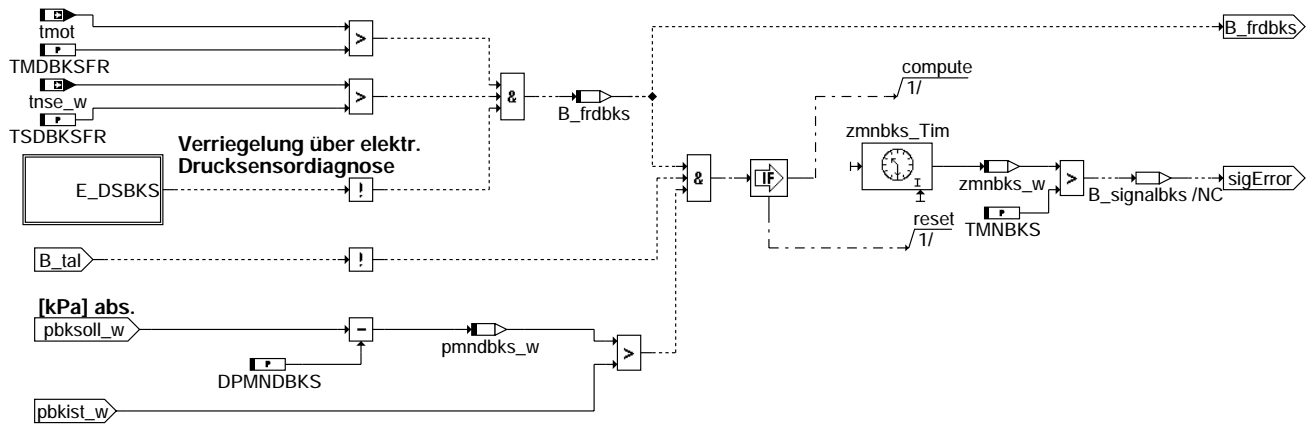 tmot
>
P
TMDBKSFR
tnse_w
>
P
TSDBKSFR
&
B_frdbks
B_frdbks
Verriegelung über elektr.
Drucksensordiagnose
E_DSBKS
!
B_tal
!
&
IF
compute
1/
reset
1/
zmnbks_Tim
I
zmnbks_w
>
P
TMNBKS
B_signalbks /NC
sigError
[kPa] abs.
pbksoll_w
−
pmndbks_w
>
P
DPMNDBKS
pbkist_w